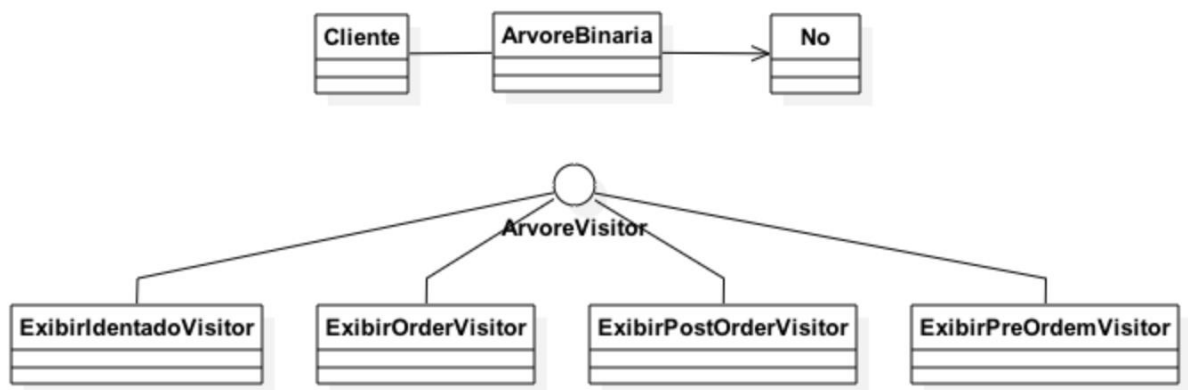 Cliente
ArvoreBinaria
No
ArvoreVisitor
ExibirIdentadoVisitor
ExibirOrderVisitor
ExibirPostOrderVisitor
ExibirPreOrdemVisitor